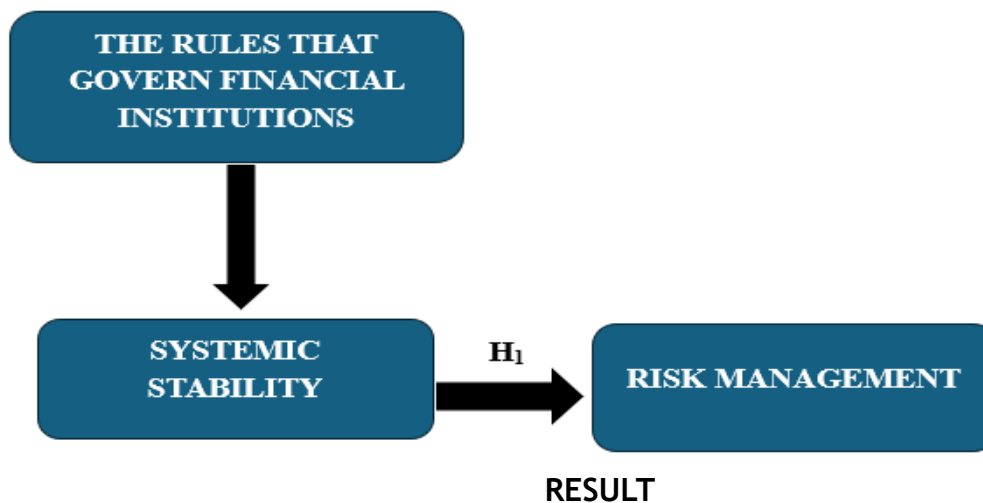 THE RULES THAT
GOVERN FINANCIAL
INSTITUTIONS
SYSTEMIC
STABILITY
H1
RISK MANAGEMENT
RESULT